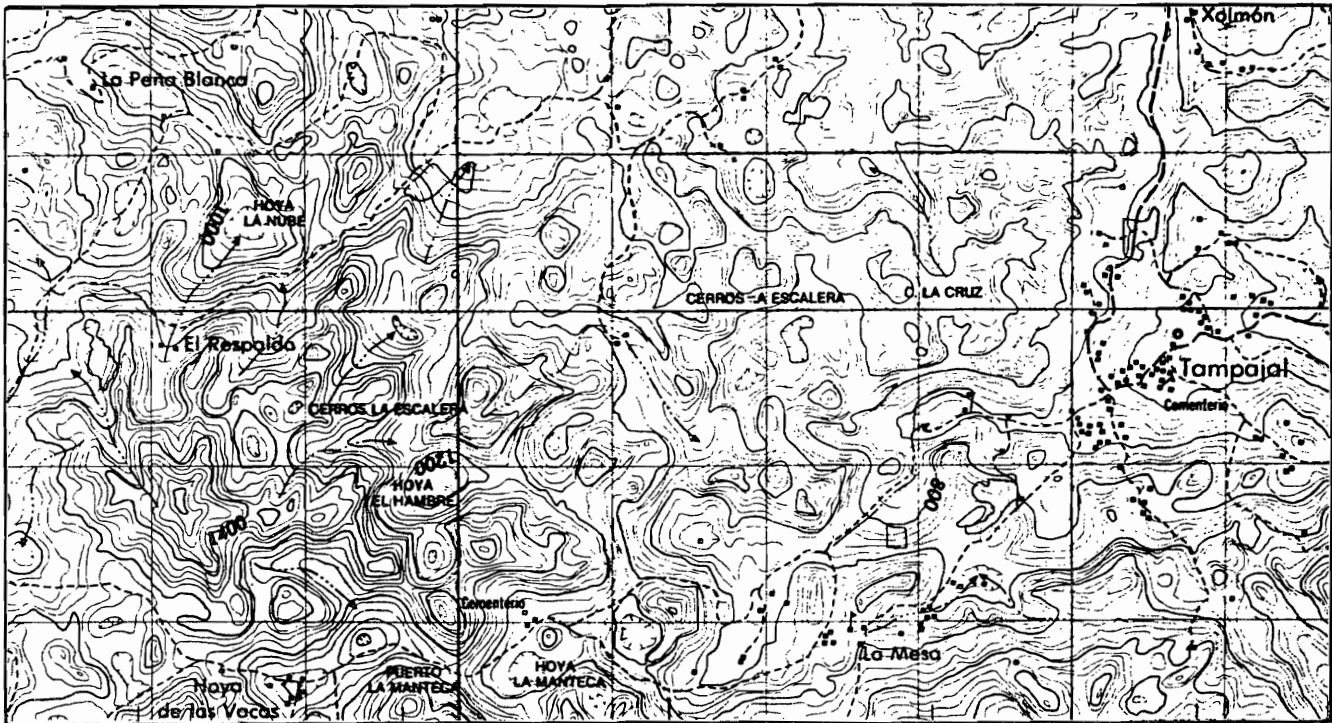 Xolmón
La Peña Blanca
HOYA
LA NUBE
1000
CERROS LA ESCALERA
C. LA CRUZ
El Respaldo
Tampajal
Cementerio
CERROS LA ESCALERA
1200
HOYA
EL HAMBRE
800
1400
Cementerio
La Mesa
PUERTO
LA MANTECA
HOYA
LA MANTECA
Hoya
de las Vacas